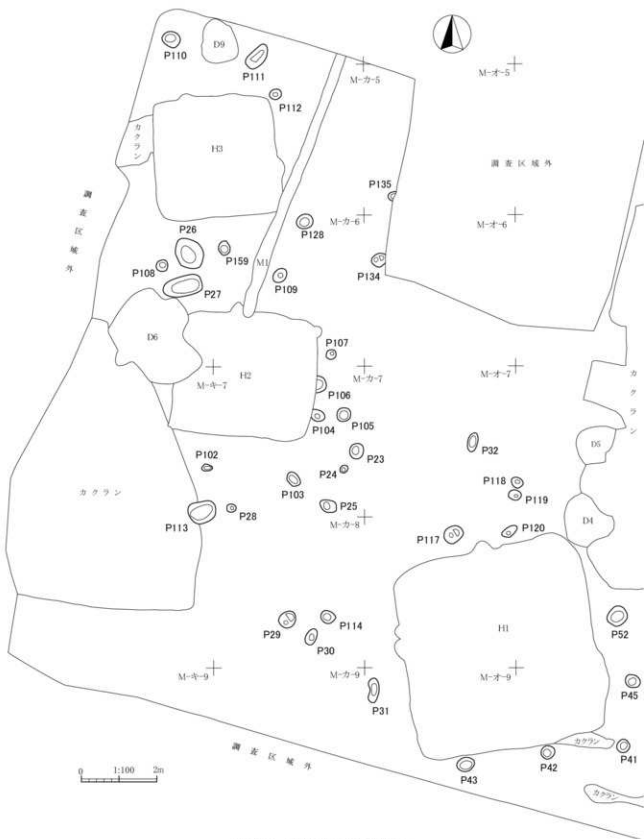 D9
P110
P111
M-カ-5
M-オ-5
P112
カクラン
H3
調査区域外
P135
調査区域外
M-カ-6
M-オ-6
P26
P128
P159
M1
P134
P108
P109
P27
D6
P107
M-キ-7
H2
M-カ-7
M-オ-7
カクラン
P106
P104
P105
P32
D5
P23
P102
P24
P118
P103
P119
カクラン
P28
P25
M-カ-8
P113
P117
P120
D4
P29
P114
H1
P52
P30
M-キ-9
M-カ-9
M-オ-9
P45
P31
カクラン
P41
調査区域外
P43
P42
0 1:100 2m
カクラン